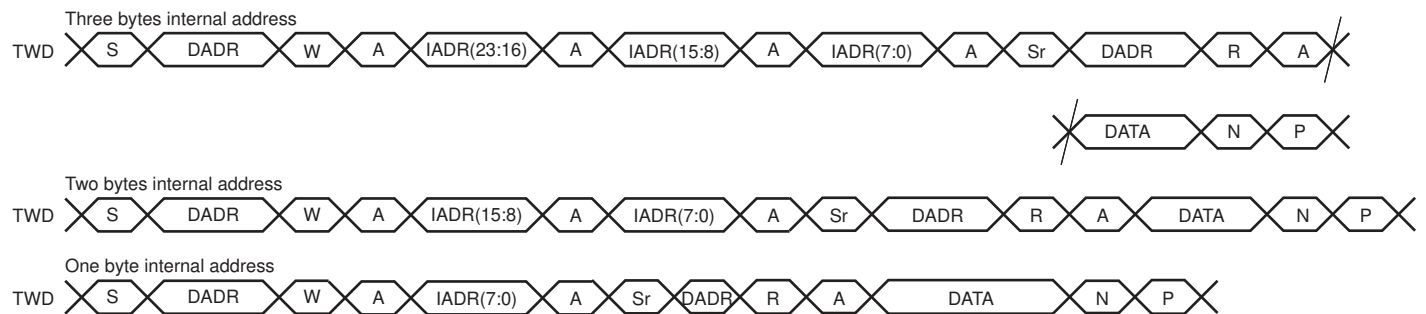 Three bytes internal address
TWD S DADR W A IADR(23:16) A IADR(15:8) A IADR(7:0) A Sr DADR R A
DATA N P
Two bytes internal address
TWD S DADR W A IADR(15:8) A IADR(7:0) A Sr DADR R A DATA N P
One byte internal address
TWD S DADR W A IADR(7:0) A Sr DADR R A DATA N P